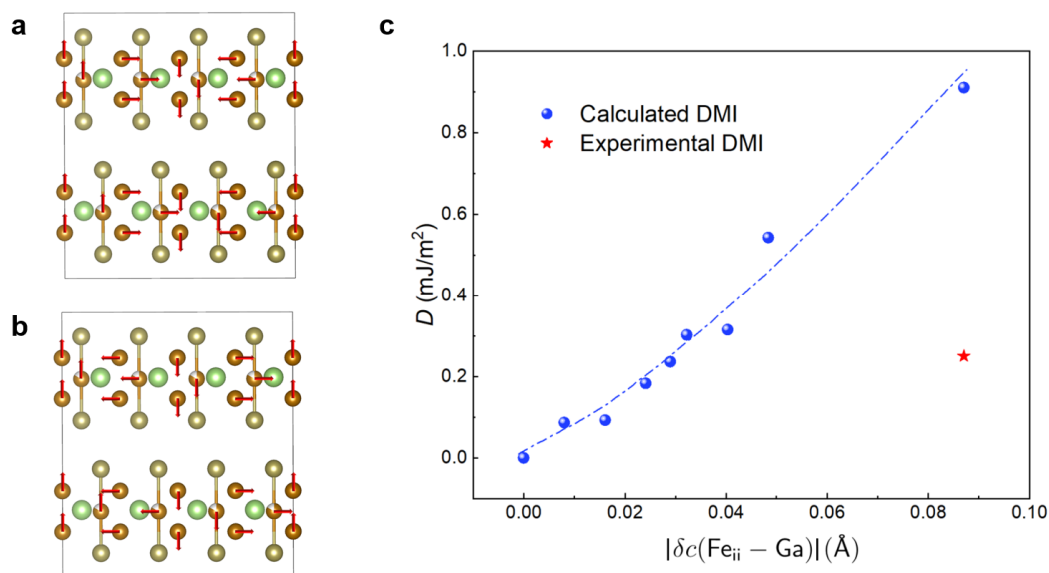 a
b
c
1.0
0.8
0.6
0.4
0.2
0.0
D (mJ/m²)
Calculated DMI
Experimental DMI
0.00 0.02 0.04 0.06 0.08 0.10
|δc(Feᵢᵢ − Ga)| (Å)